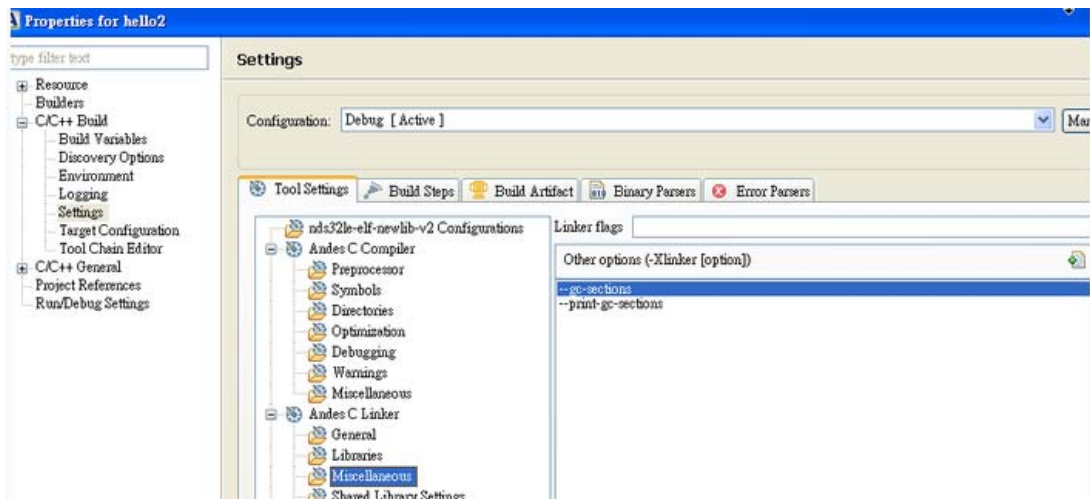 Properties for hello2
type filter text
Resource
Builders
C/C++ Build
Build Variables
Discovery Options
Environment
Logging
Settings
Target Configuration
Tool Chain Editor
C/C++ General
Project References
Run/Debug Settings
Settings
Configuration: Debug [ Active ]
Tool Settings Build Steps Build Artifact Binary Parsers Error Parsers
nds32le-elf-newlib-v2 Configurations
Andes C Compiler
Preprocessor
Symbols
Directories
Optimization
Debugging
Warnings
Miscellaneous
Andes C Linker
General
Libraries
Miscellaneous
Shared Library Settings
Linker flags
Other options (-Xlinker [option])
--gc-sections
--print-gc-sections